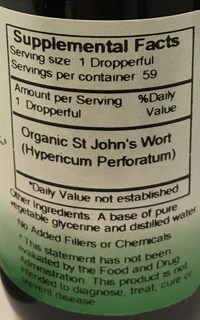 Supplemental Facts
Serving size 1 Dropperful
Servings per container 59
Amount per Serving %Daily
1 Dropperful Value
Organic St John's Wort
(Hypericum Perforatum)
*Daily Value not established
Other Ingredients: A base of pure
vegetable glycerine and distilled water
No Added Fillers or Chemicals
* This statement has not been
evaluated by the Food and Drug
Administration. This product is not
intended to diagnose, treat, cure or
prevent disease